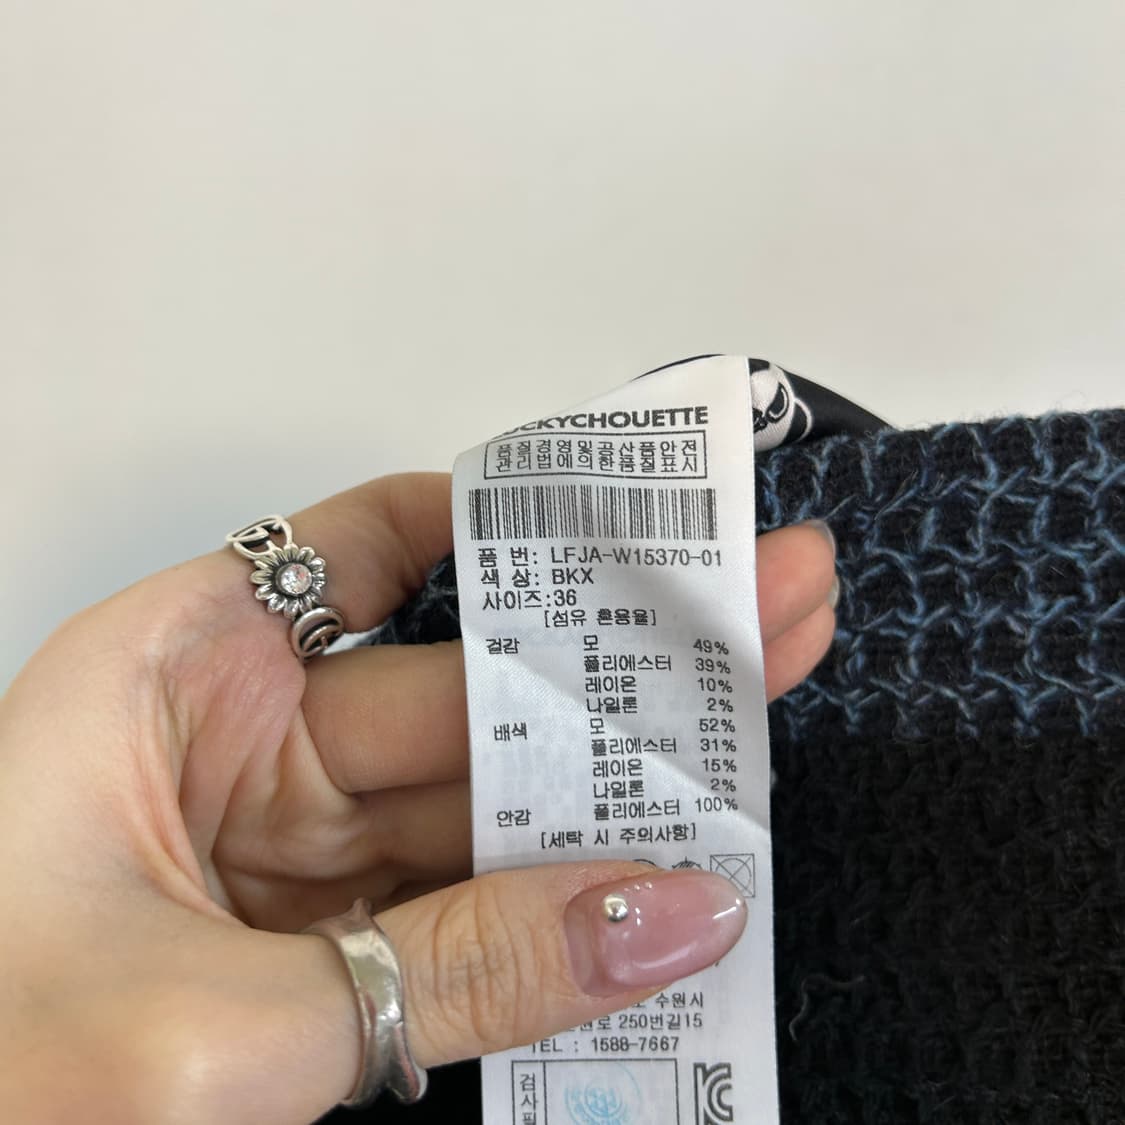 LUCKYCHOUETTE
품질경영및공산품안전
관리법에의한품질표시
품 번: LFJA-W15370-01
색 상: BKX
사이즈:36
[섬유 혼용율]
겉감 모 49%
폴리에스터 39%
레이온 10%
나일론 2%
배색 모 52%
폴리에스터 31%
레이온 15%
나일론 2%
안감 폴리에스터 100%
[세탁 시 주의사항]
수원시
250번길15
TEL : 1588-7667
검
사
필